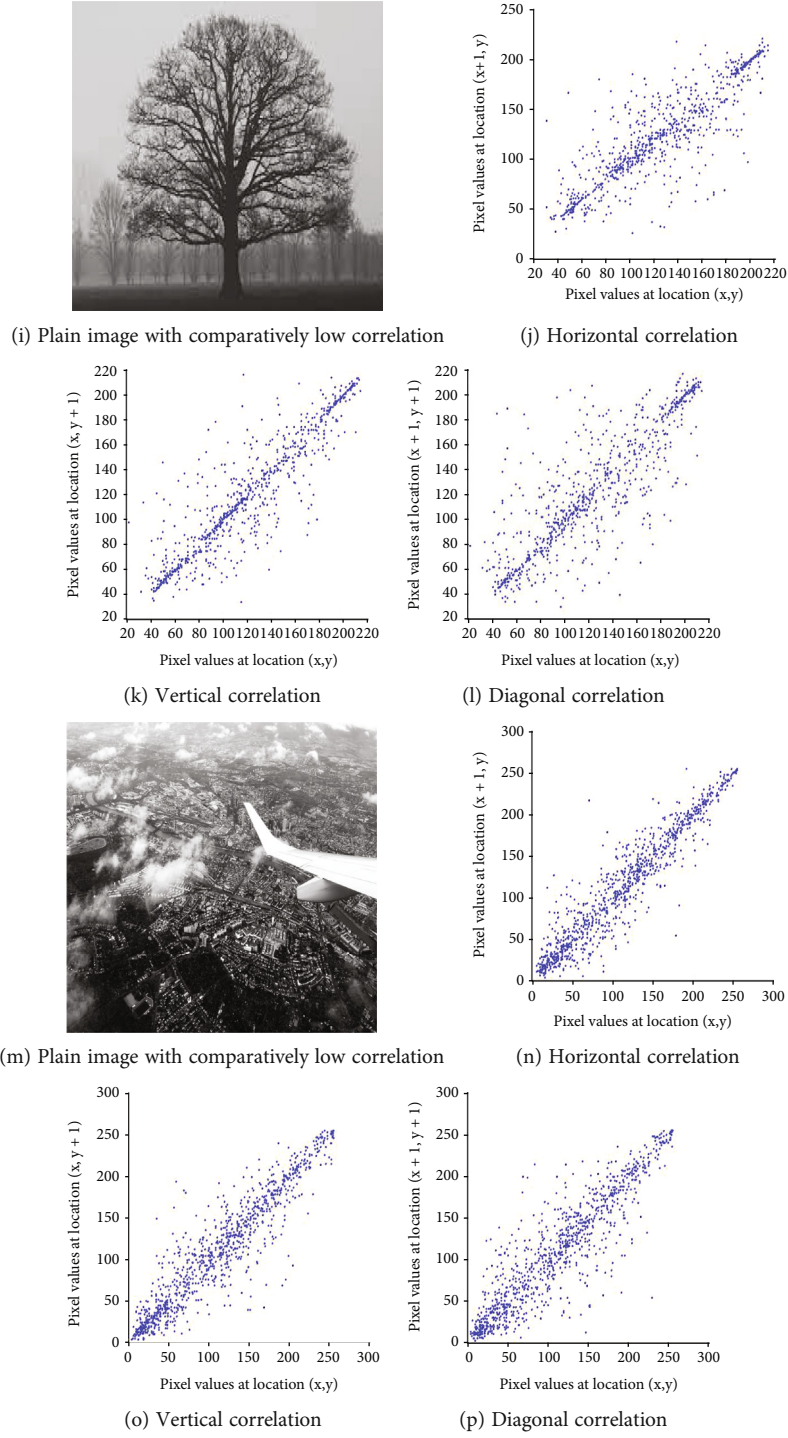 Pixel values at location (x+ 1, y)
250
200
150
100
50
0
20 40 60 80 100 120 140 160 180 200 220
Pixel values at location (x,y)
(i) Plain image with comparatively low correlation
(j) Horizontal correlation
Pixel values at location (x, y + 1)
220
200
180
160
140
120
100
80
60
40
20
20 40 60 80 100 120 140 160 180 200 220
Pixel values at location (x,y)
(k) Vertical correlation
Pixel values at location (x + 1, y + 1)
220
200
180
160
140
120
100
80
60
40
20
20 40 60 80 100 120 140 160 180 200 220
Pixel values at location (x,y)
(l) Diagonal correlation
Pixel values at location (x + 1, y)
300
250
200
150
100
50
0
0 50 100 150 200 250 300
Pixel values at location (x,y)
(m) Plain image with comparatively low correlation
(n) Horizontal correlation
Pixel values at location (x, y + 1)
300
250
200
150
100
50
0
0 50 100 150 200 250 300
Pixel values at location (x,y)
(o) Vertical correlation
Pixel values at location (x + 1, y + 1)
300
250
200
150
100
50
0
0 50 100 150 200 250 300
Pixel values at location (x,y)
(p) Diagonal correlation